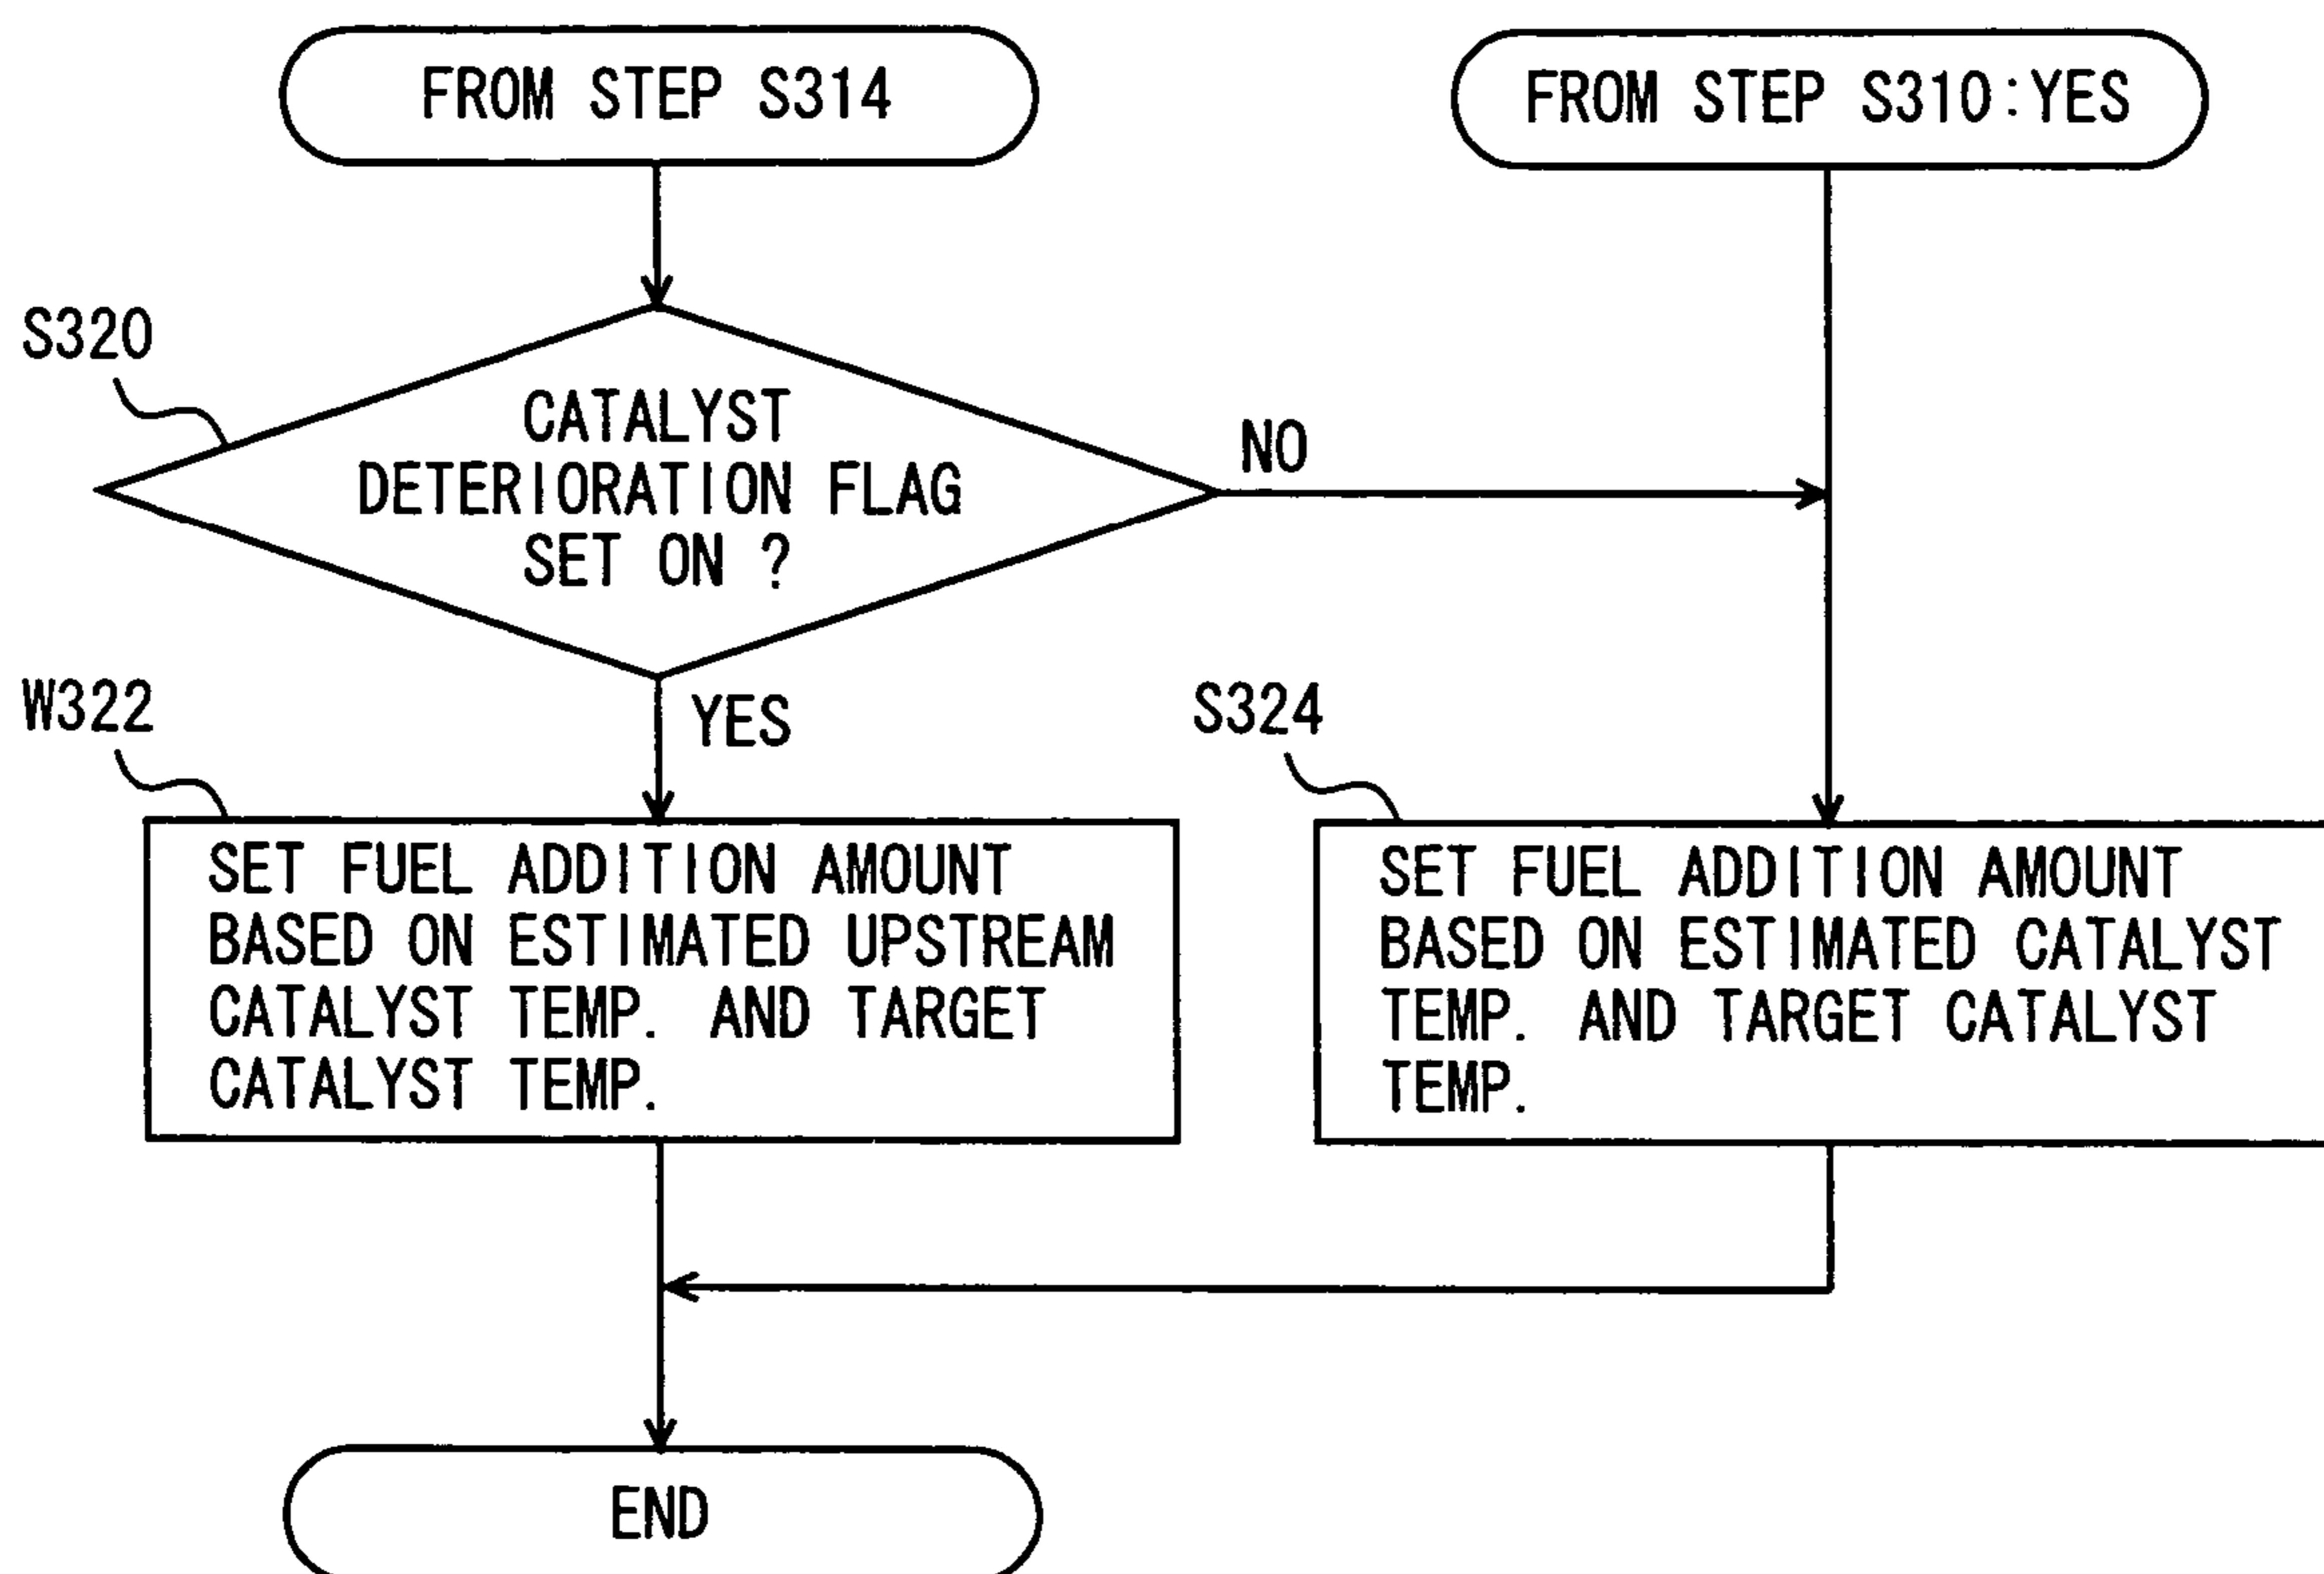 FROM STEP S314
FROM STEP S310:YES
S320
CATALYST
DETERIORATION FLAG
SET ON ?
NO
W322
YES
S324
SET FUEL ADDITION AMOUNT
BASED ON ESTIMATED UPSTREAM
CATALYST TEMP. AND TARGET
CATALYST TEMP.
SET FUEL ADDITION AMOUNT
BASED ON ESTIMATED CATALYST
TEMP. AND TARGET CATALYST
TEMP.
END